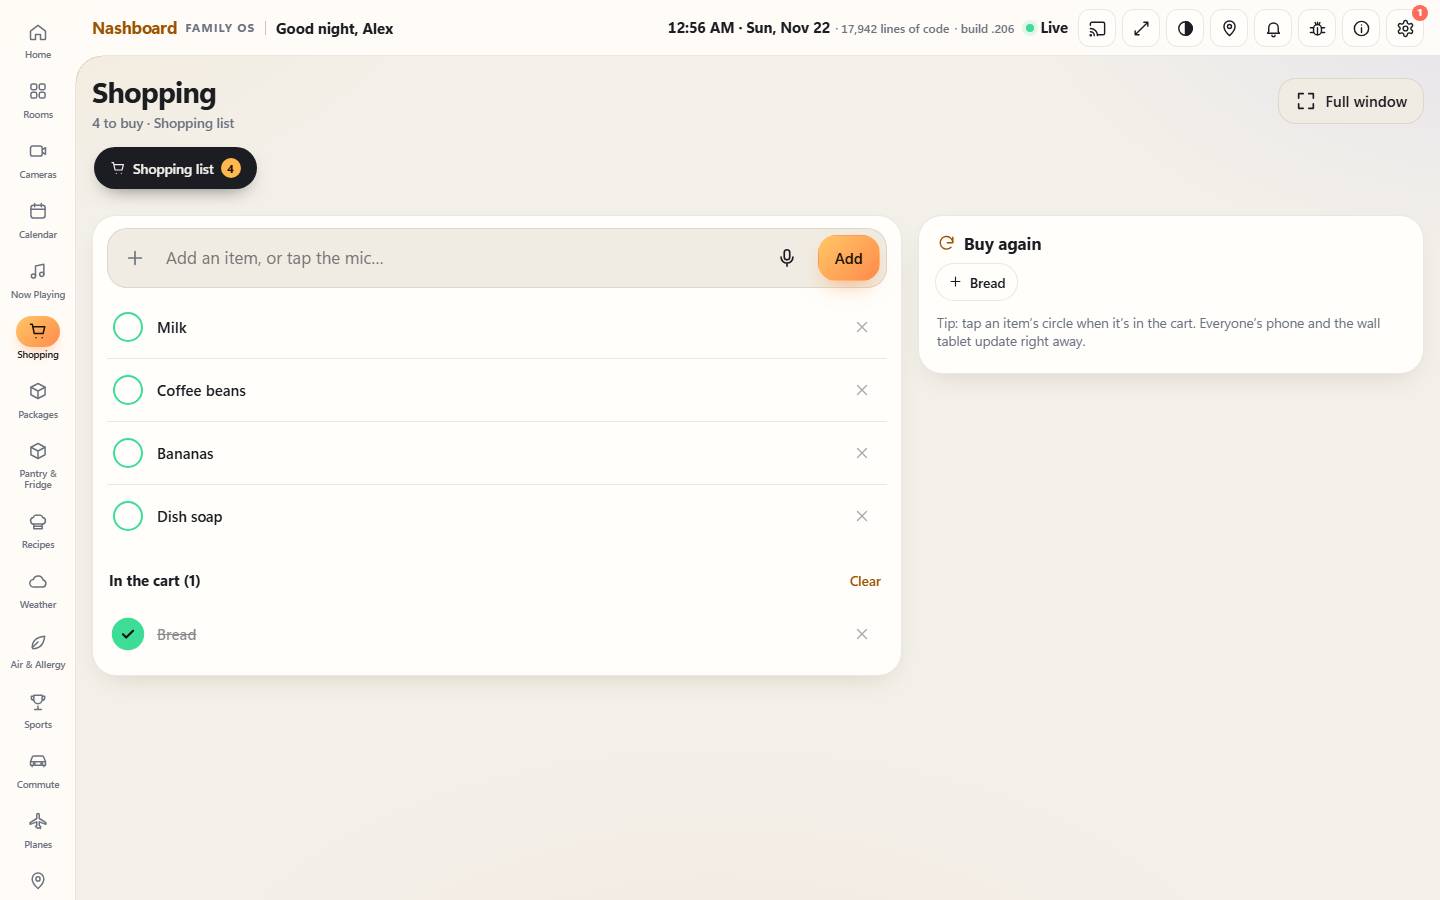 Nashboard FAMILY OS Good night, Alex
12:56 AM · Sun, Nov 22 · 17,942 lines of code · build .206 Live
1
Home
Rooms
Cameras
Calendar
Now Playing
Shopping
Packages
Pantry &
Fridge
Recipes
Weather
Air & Allergy
Sports
Commute
Planes
Shopping
4 to buy · Shopping list
Full window
Shopping list 4
Add an item, or tap the mic...
Add
Milk
Coffee beans
Bananas
Dish soap
In the cart (1)
Clear
Bread
Buy again
Bread
Tip: tap an item's circle when it's in the cart. Everyone's phone and the wall
tablet update right away.